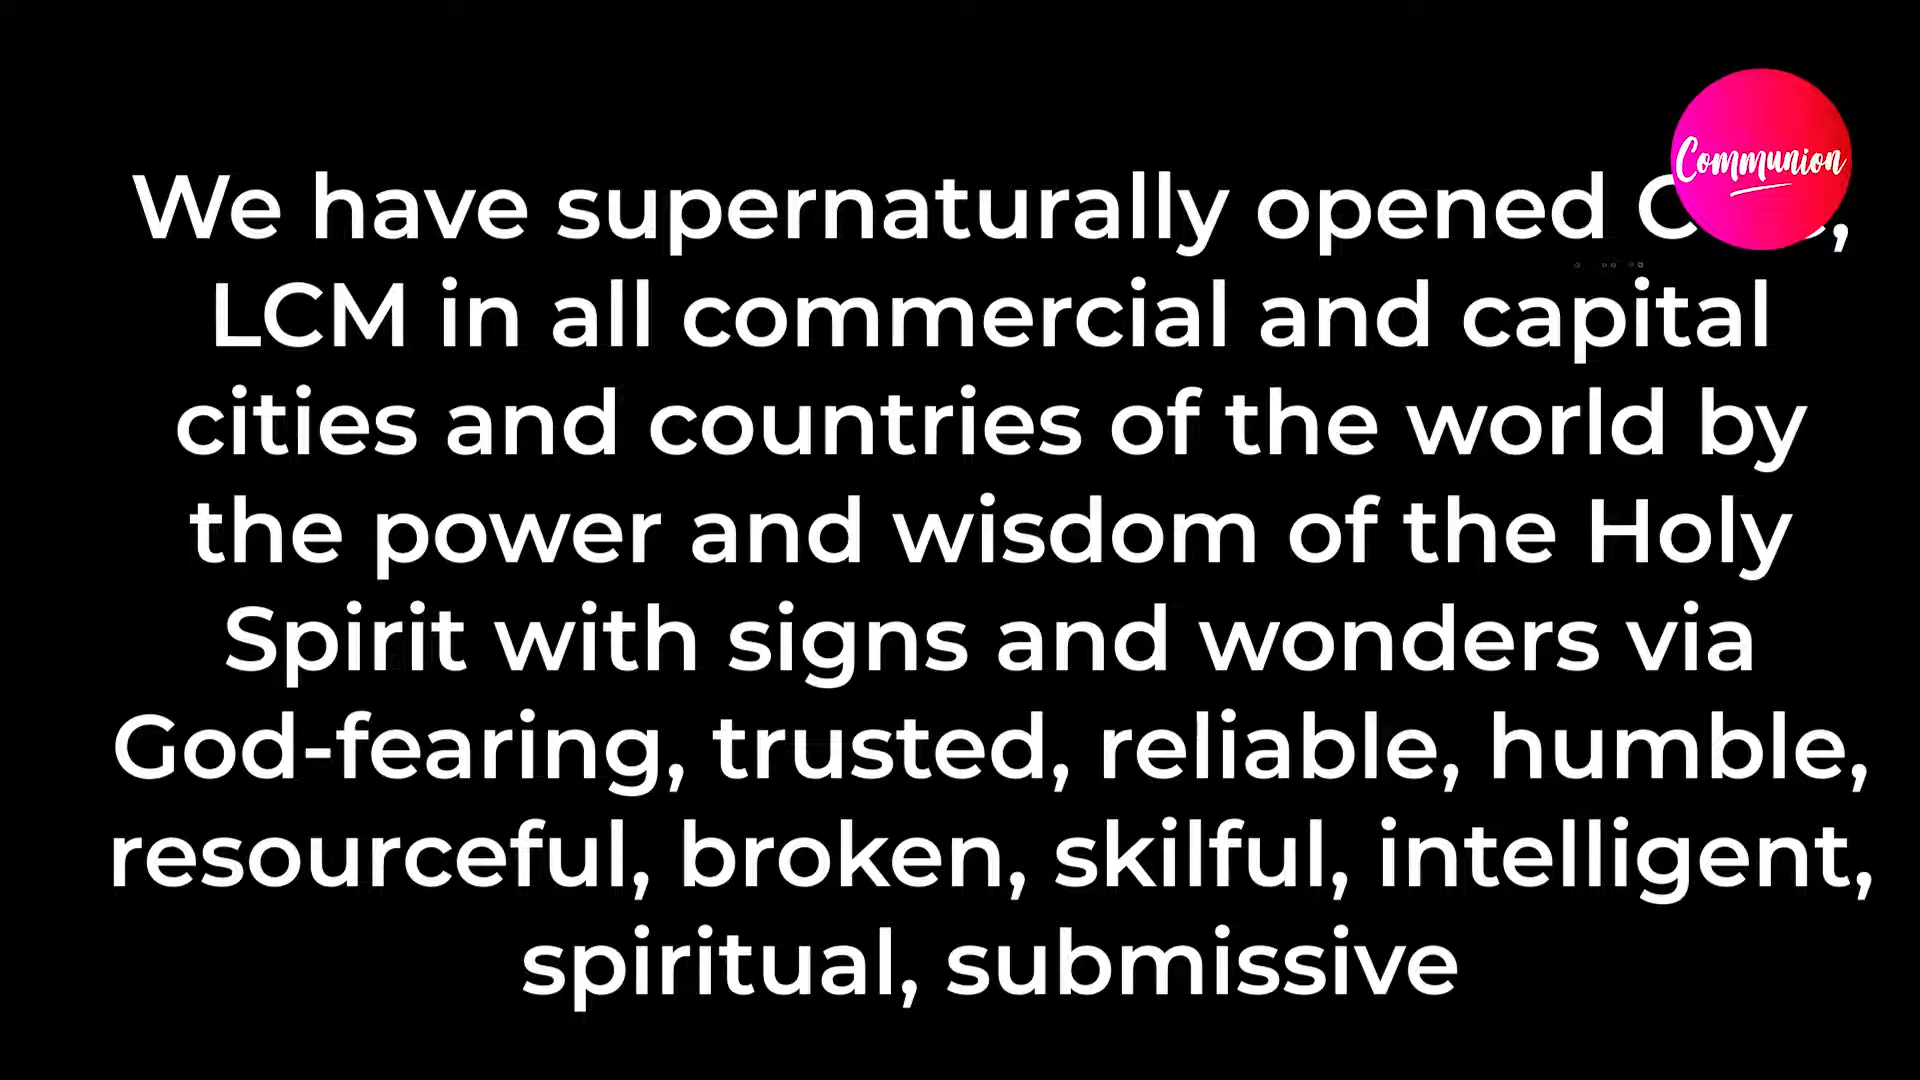 Communion
We have supernaturally opened
LCM in all commercial and capital
cities and countries of the world by
the power and wisdom of the Holy
Spirit with signs and wonders via
God-fearing, trusted, reliable, humble,
resourceful, broken, skilful, intelligent,
spiritual, submissive